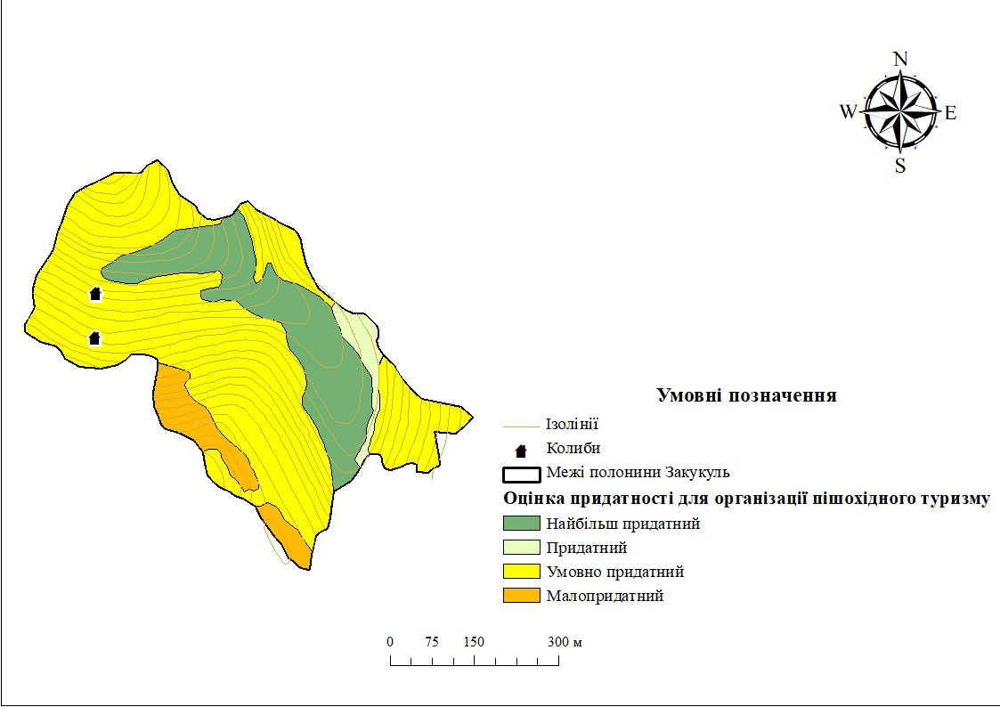 N
W E
S
Умовні позначення
Ізолінії
Колиби
Межі полонини Закукуль
Оцінка придатності для організації пішохідного туризму
Найбільш придатний
Придатний
Умовно придатний
Малопридатний
0 75 150 300 м